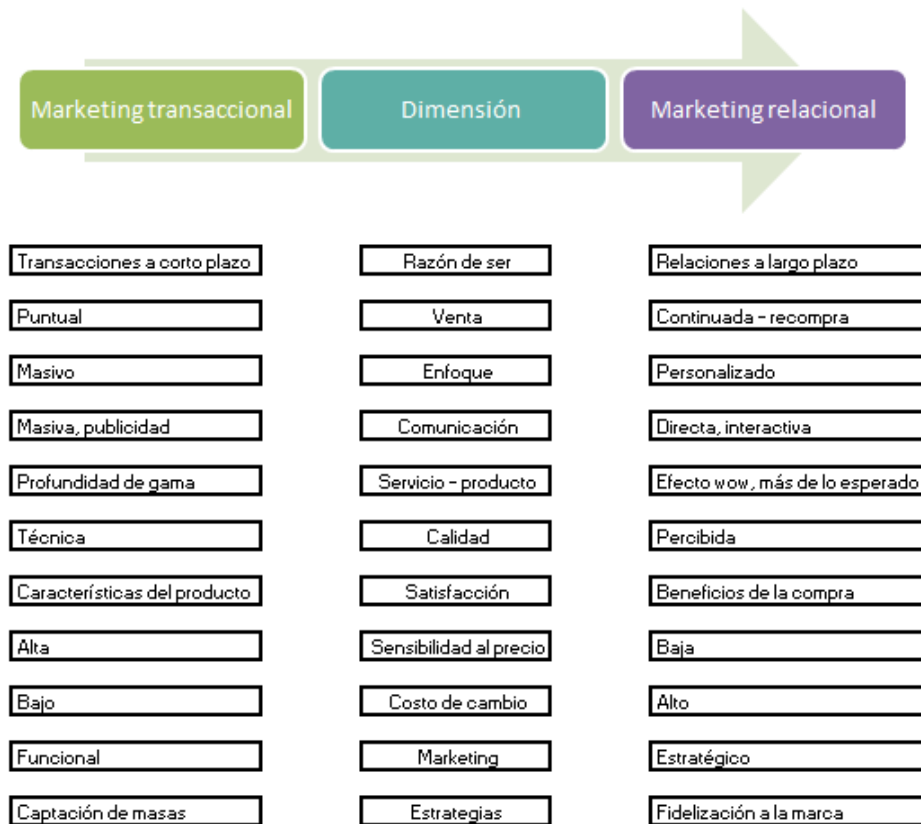 Marketing transaccional Dimensión Marketing relacional
Transacciones a corto plazo Razón de ser Relaciones a largo plazo
Puntual Venta Continuada - recompra
Masivo Enfoque Personalizado
Masiva, publicidad Comunicación Directa, interactiva
Profundidad de gama Servicio - producto Efecto wow, más de lo esperado
Técnica Calidad Percibida
Características del producto Satisfacción Beneficios de la compra
Alta Sensibilidad al precio Baja
Bajo Costo de cambio Alto
Funcional Marketing Estratégico
Captación de masas Estrategias Fidelización a la marca